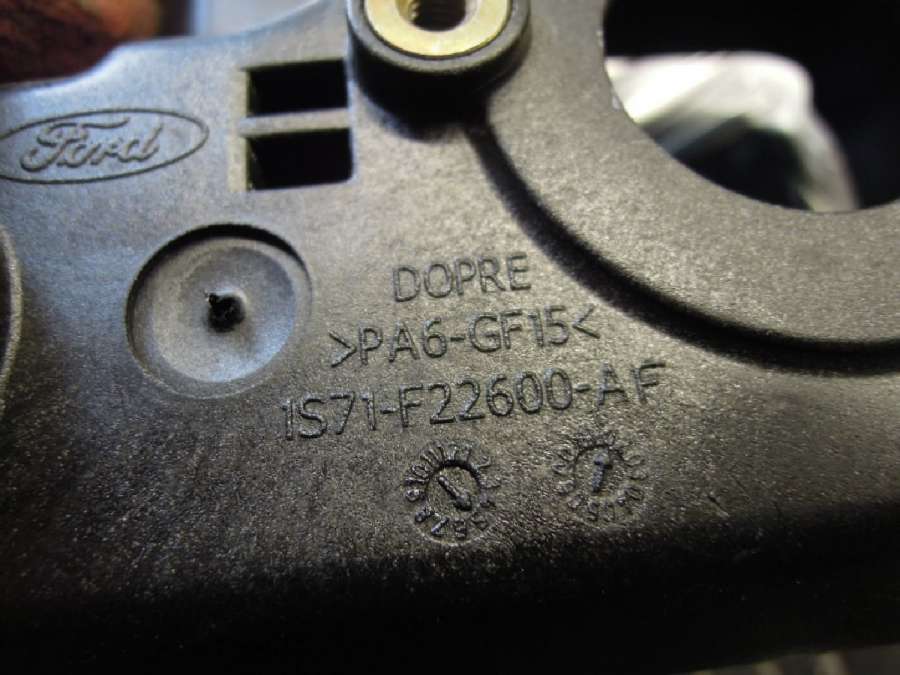 Ford
DOPRE
>PA6-GF15<
1S71-F22600-AF